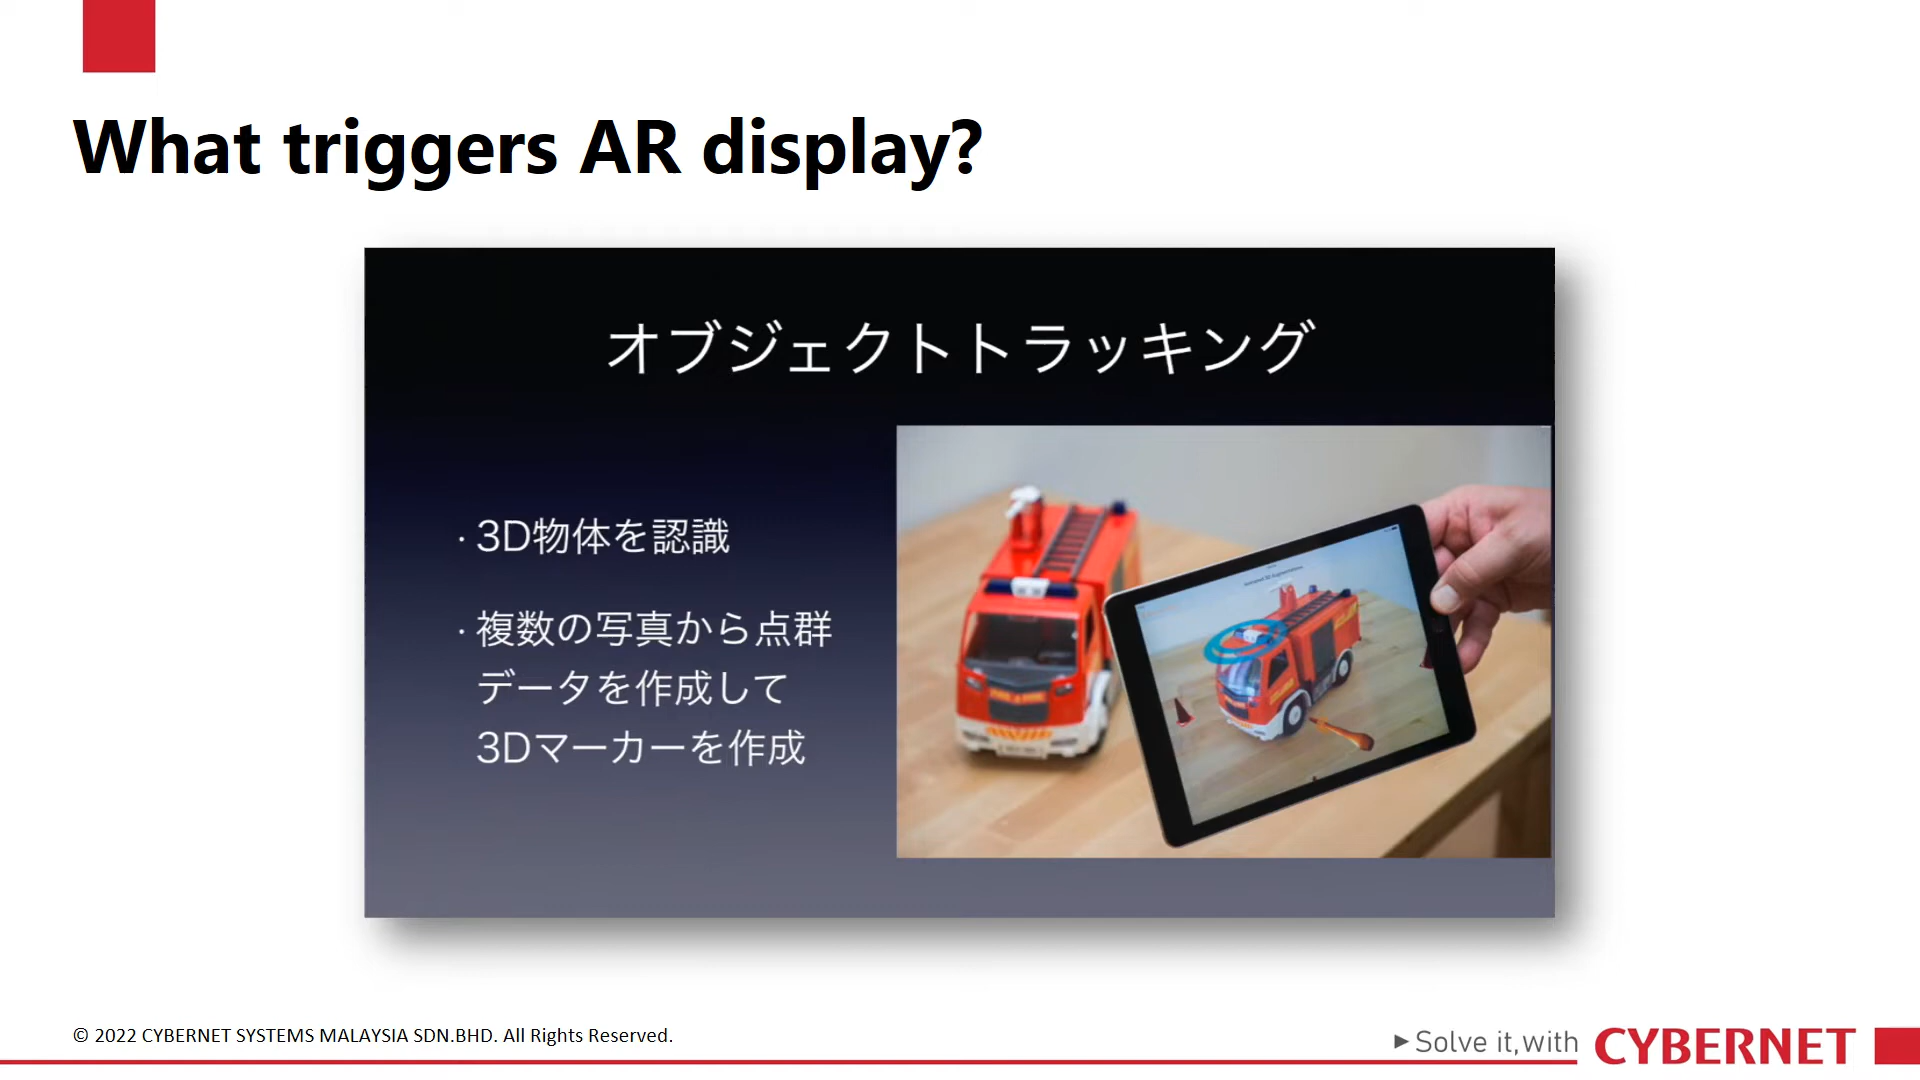 What triggers AR display?
オブジェクトトラッキング
・3D物体を認識
・複数の写真から点群
データを作成して
3Dマーカーを作成
© 2022 CYBERNET SYSTEMS MALAYSIA SDN.BHD. All Rights Reserved.
►Solve it,with CYBERNET